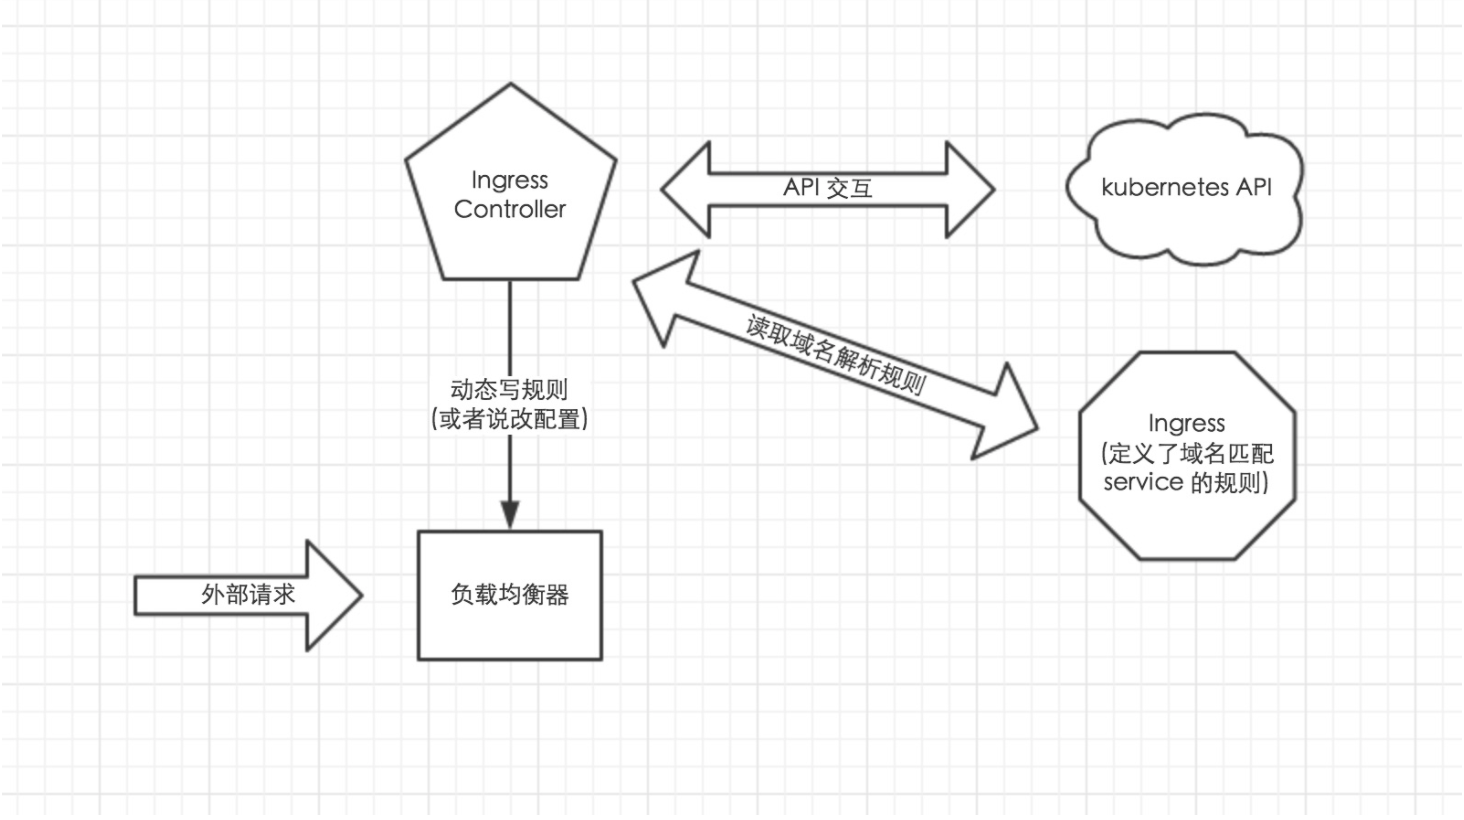 Ingress
Controller
API 交互
kubernetes API
读取域名解析规则
动态写规则
(或者说改配置)
Ingress
(定义了域名匹配
service 的规则)
外部请求
负载均衡器